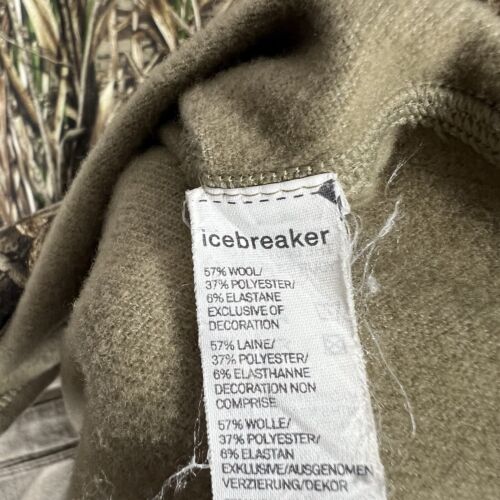 icebreaker
57% WOOL/
37% POLYESTER/
6% ELASTANE
EXCLUSIVE OF
DECORATION
57% LAINE/
37% POLYESTER/
6% ELASTHANNE
DECORATION NON
COMPRISE
57% WOLLE/
37% POLYESTER/
6% ELASTAN
EXKLUSIVE/AUSGENOMEN
VERZIERUNG/DEKOR